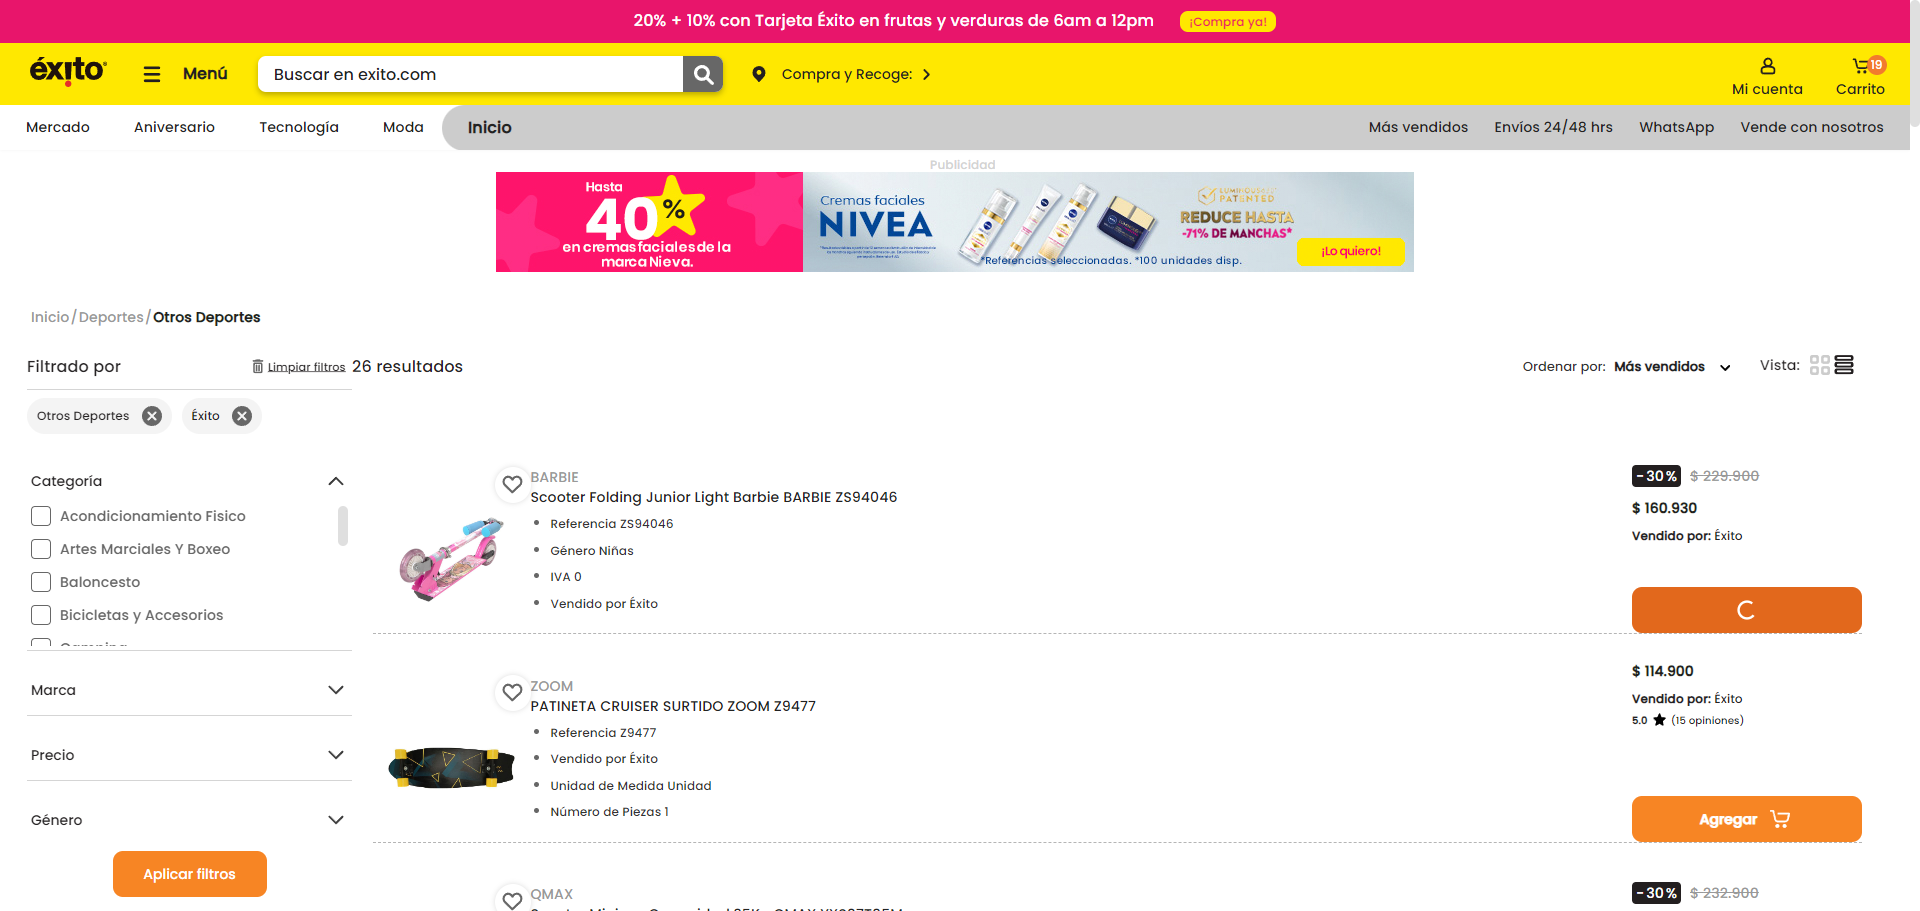 20% + 10% con Tarjeta Éxito en frutas y verduras de 6am a 12pm
¡Compra ya!
éxito
Menú
Buscar en exito.com
Compra y Recoge:
Mi cuenta
19
Carrito
Mercado
Aniversario
Tecnología
Moda
Inicio
Más vendidos
Envíos 24/48 hrs
WhatsApp
Vende con nosotros
Publicidad
Hasta
40%
en cremas faciales de la
marca Nieva.
Cremas faciales
NIVEA
LUMINOUS630
PATENTED
REDUCE HASTA
-71% DE MANCHAS*
*Referencias seleccionadas. *100 unidades disp.
¡Lo quiero!
Inicio/Deportes/Otros Deportes
Filtrado por
Limpiar filtros
26 resultados
Ordenar por: Más vendidos
Vista:
Otros Deportes
Éxito
Categoría
Acondicionamiento Fisico
Artes Marciales Y Boxeo
Baloncesto
Bicicletas y Accesorios
Camping
Marca
Precio
Género
Aplicar filtros
BARBIE
Scooter Folding Junior Light Barbie BARBIE ZS94046
Referencia ZS94046
Género Niñas
IVA 0
Vendido por Éxito
-30%
$ 229.900
$ 160.930
Vendido por: Éxito
ZOOM
PATINETA CRUISER SURTIDO ZOOM Z9477
Referencia Z9477
Vendido por Éxito
Unidad de Medida Unidad
Número de Piezas 1
$ 114.900
Vendido por: Éxito
5.0 (15 opiniones)
Agregar
QMAX
-30%
$ 232.900